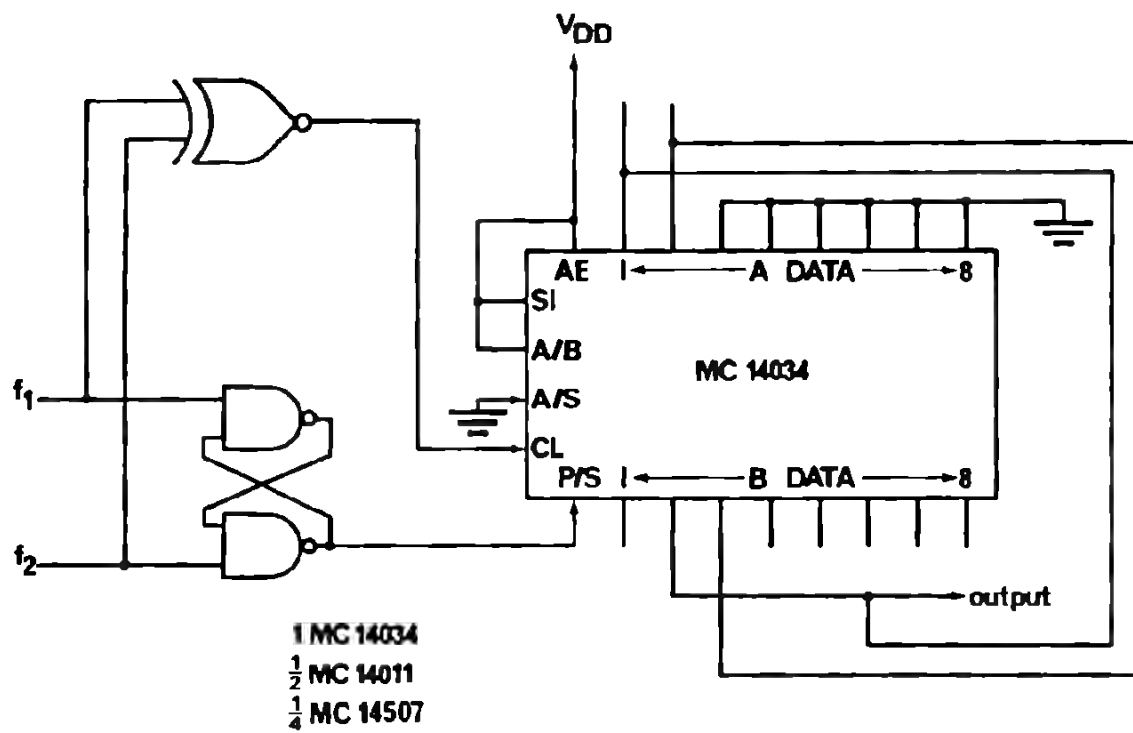 VDD
AE 1 A DATA 8
SI
A/B
MC 14034
f1
A/S
CL
P/S 1 B DATA 8
f2
output
1 MC 14034
1/2 MC 14011
1/4 MC 14507